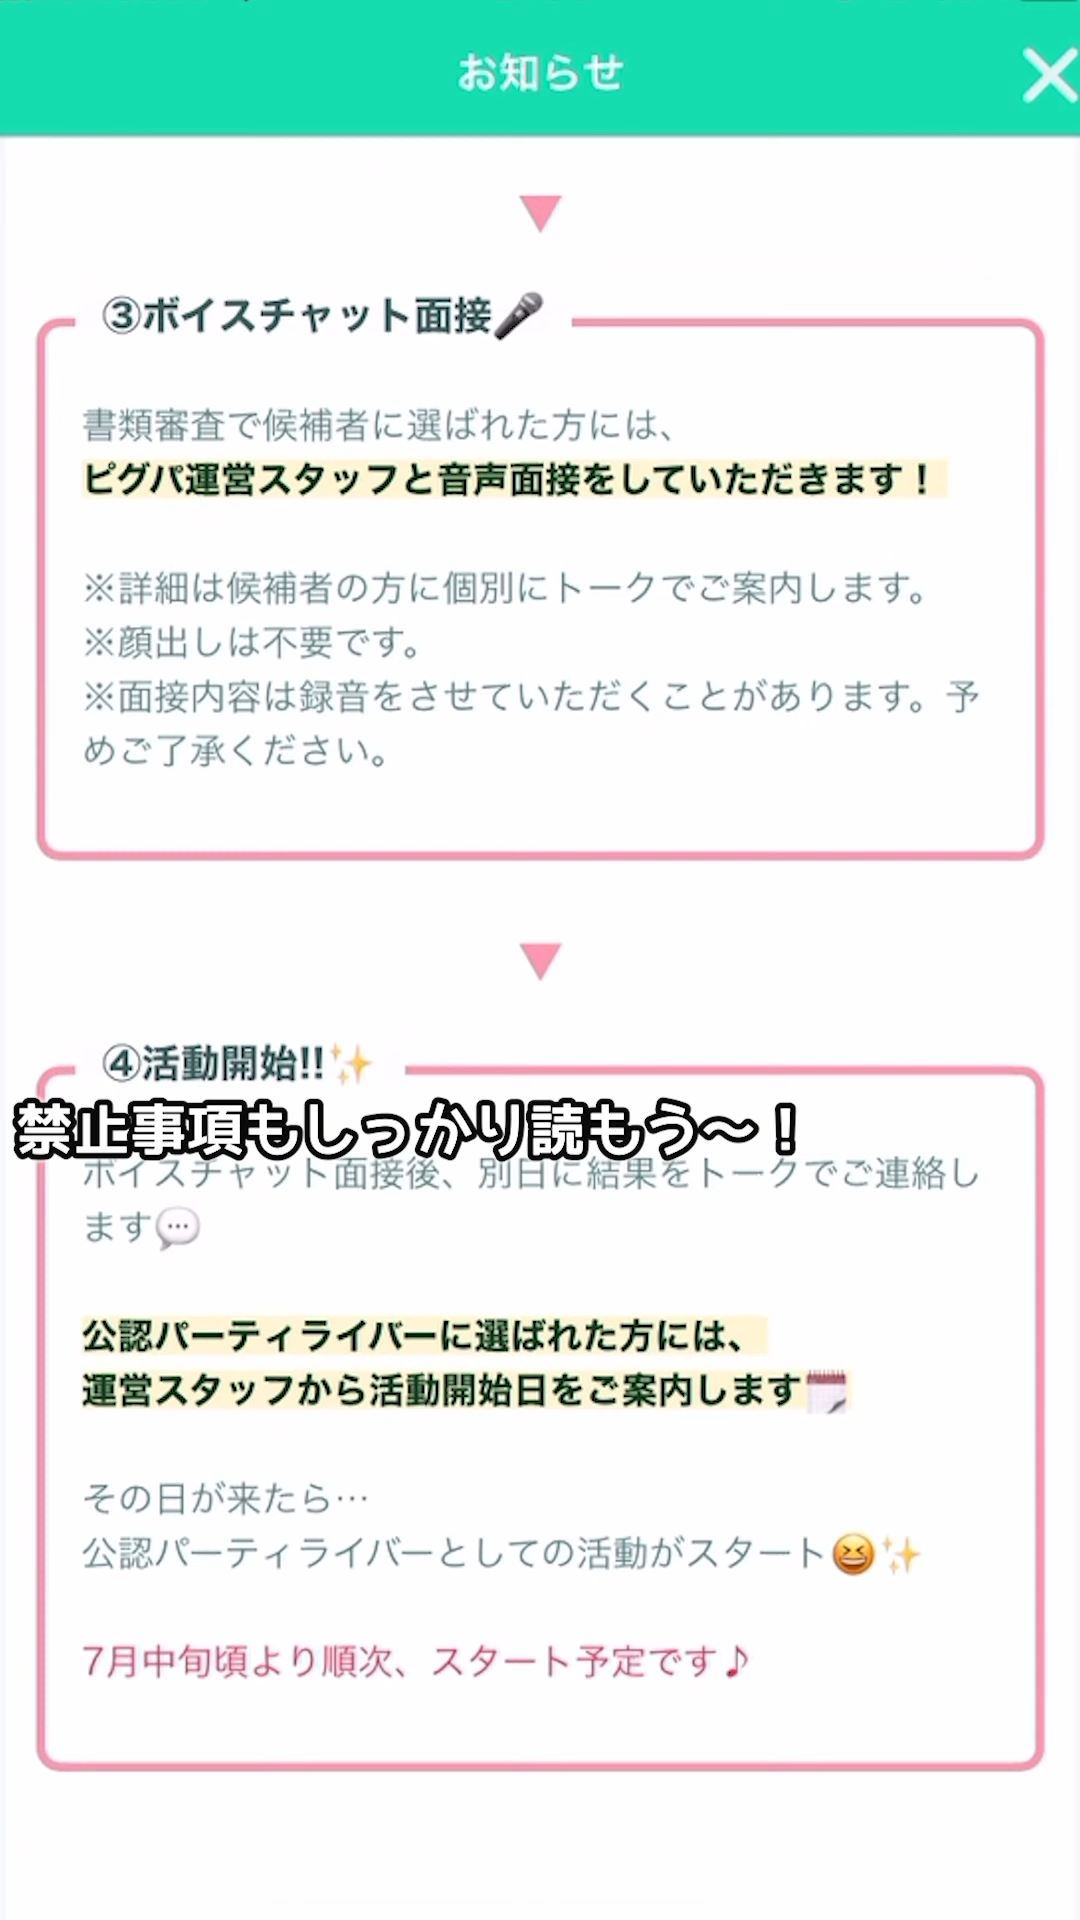 お知らせ
③ボイスチャット面接🎤
書類審査で候補者に選ばれた方には、
ピグパ運営スタッフと音声面接をしていただきます！
※詳細は候補者の方に個別にトークでご案内します。
※顔出しは不要です。
※面接内容は録音をさせていただくことがあります。予
めご了承ください。
④活動開始!!✨
禁止事項もしっかり読もう〜！
ボイスチャット面接後、別日に結果をトークでご連絡し
ます💬
公認パーティライバーに選ばれた方には、
運営スタッフから活動開始日をご案内します🗓
その日が来たら…
公認パーティライバーとしての活動がスタート😆✨
7月中旬頃より順次、スタート予定です♪